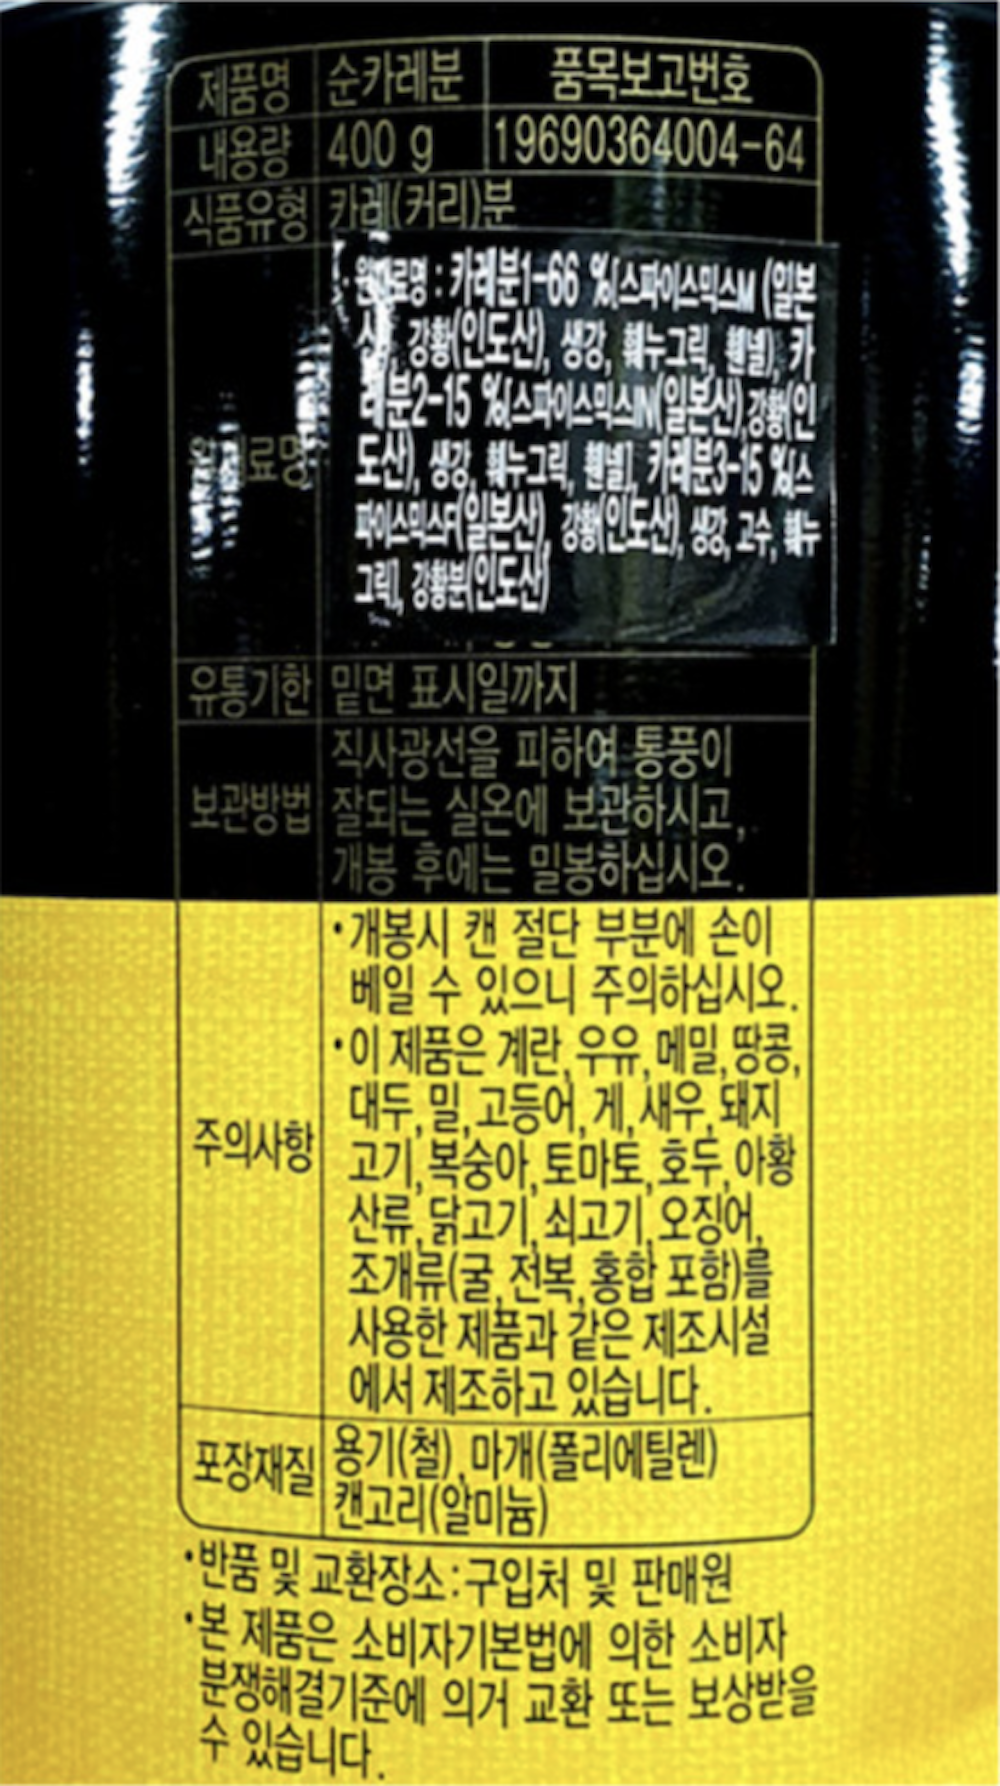 제품명 순카레분 품목보고번호
내용량 400 g 19690364004-64
식품유형 카레(커리)분
원재료명
원재료명 : 카레분1-66 %[스파이스믹스M (일본
산), 강황(인도산), 생강, 훼누그릭, 휀넬), 카
레분2-15 %[스파이스믹스N(일본산),강황(인
도산), 생강, 훼누그릭, 휀넬], 카레분3-15 %[스
파이스믹스F(일본산), 강황(인도산), 생강, 고수, 훼누
그릭], 강황분(인도산)
유통기한 밑면 표시일까지
보관방법
직사광선을 피하여 통풍이
잘되는 실온에 보관하시고,
개봉 후에는 밀봉하십시오.
주의사항
•개봉시 캔 절단 부분에 손이
베일 수 있으니 주의하십시오.
•이 제품은 계란, 우유, 메밀, 땅콩,
대두, 밀, 고등어, 게, 새우, 돼지
고기, 복숭아, 토마토, 호두, 아황
산류, 닭고기, 쇠고기, 오징어,
조개류(굴, 전복, 홍합 포함)를
사용한 제품과 같은 제조시설
에서 제조하고 있습니다.
포장재질
용기(철), 마개(폴리에틸렌)
캔고리(알미늄)
•반품 및 교환장소:구입처 및 판매원
•본 제품은 소비자기본법에 의한 소비자
분쟁해결기준에 의거 교환 또는 보상받을
수 있습니다.